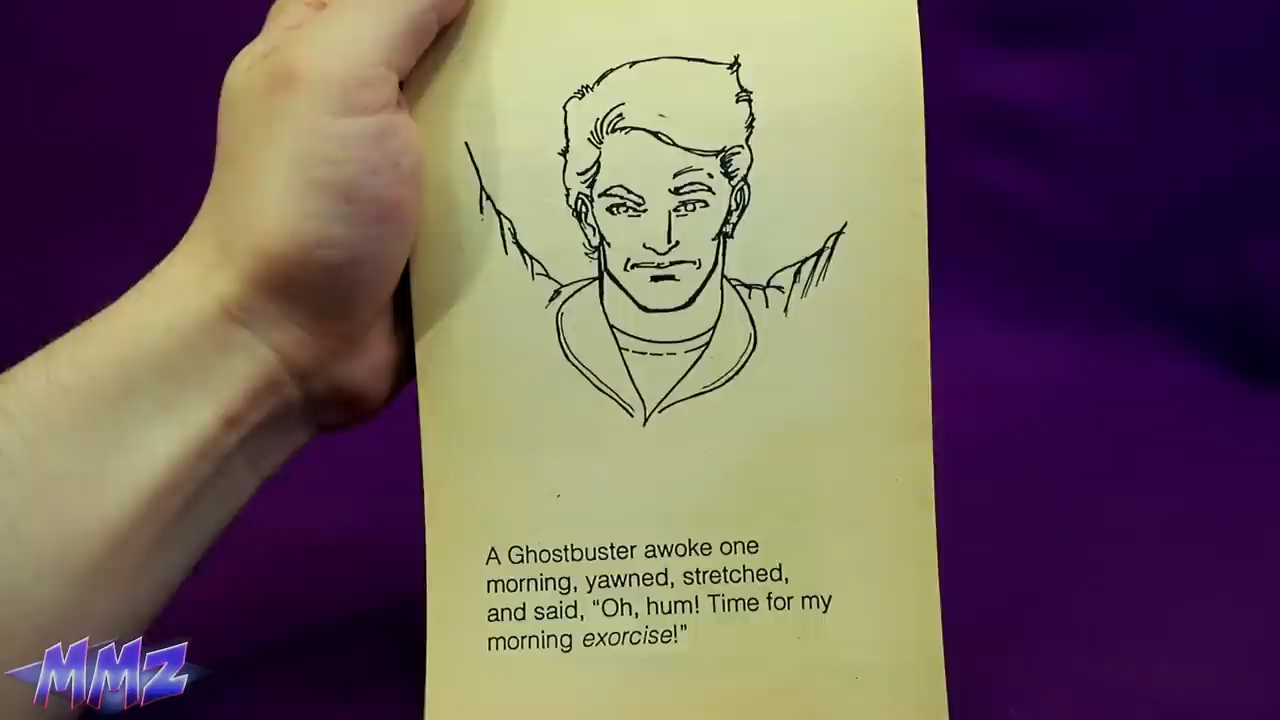 A Ghostbuster awoke one
morning, yawned, stretched,
and said, “Oh, hum! Time for my
morning exorcise!”
MMZ